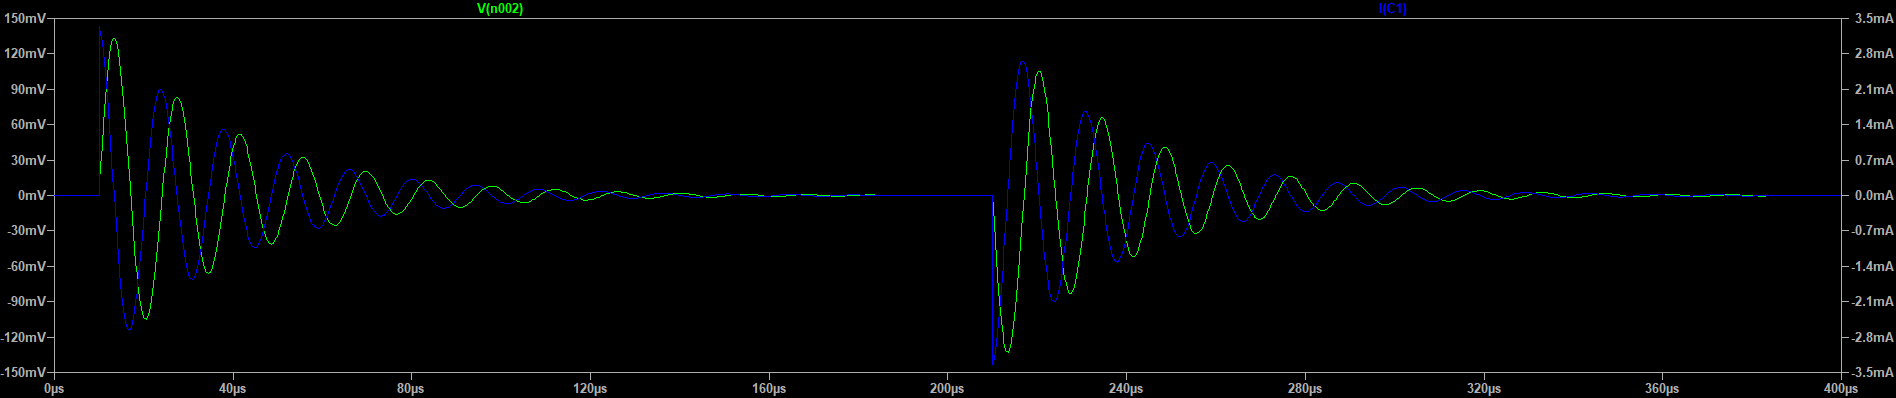 V(n002) I(C1)
150mV 3.5mA
120mV 2.8mA
90mV 2.1mA
60mV 1.4mA
30mV 0.7mA
0mV 0.0mA
-30mV -0.7mA
-60mV -1.4mA
-90mV -2.1mA
-120mV -2.8mA
-150mV -3.5mA
0µs 40µs 80µs 120µs 160µs 200µs 240µs 280µs 320µs 360µs 400µs